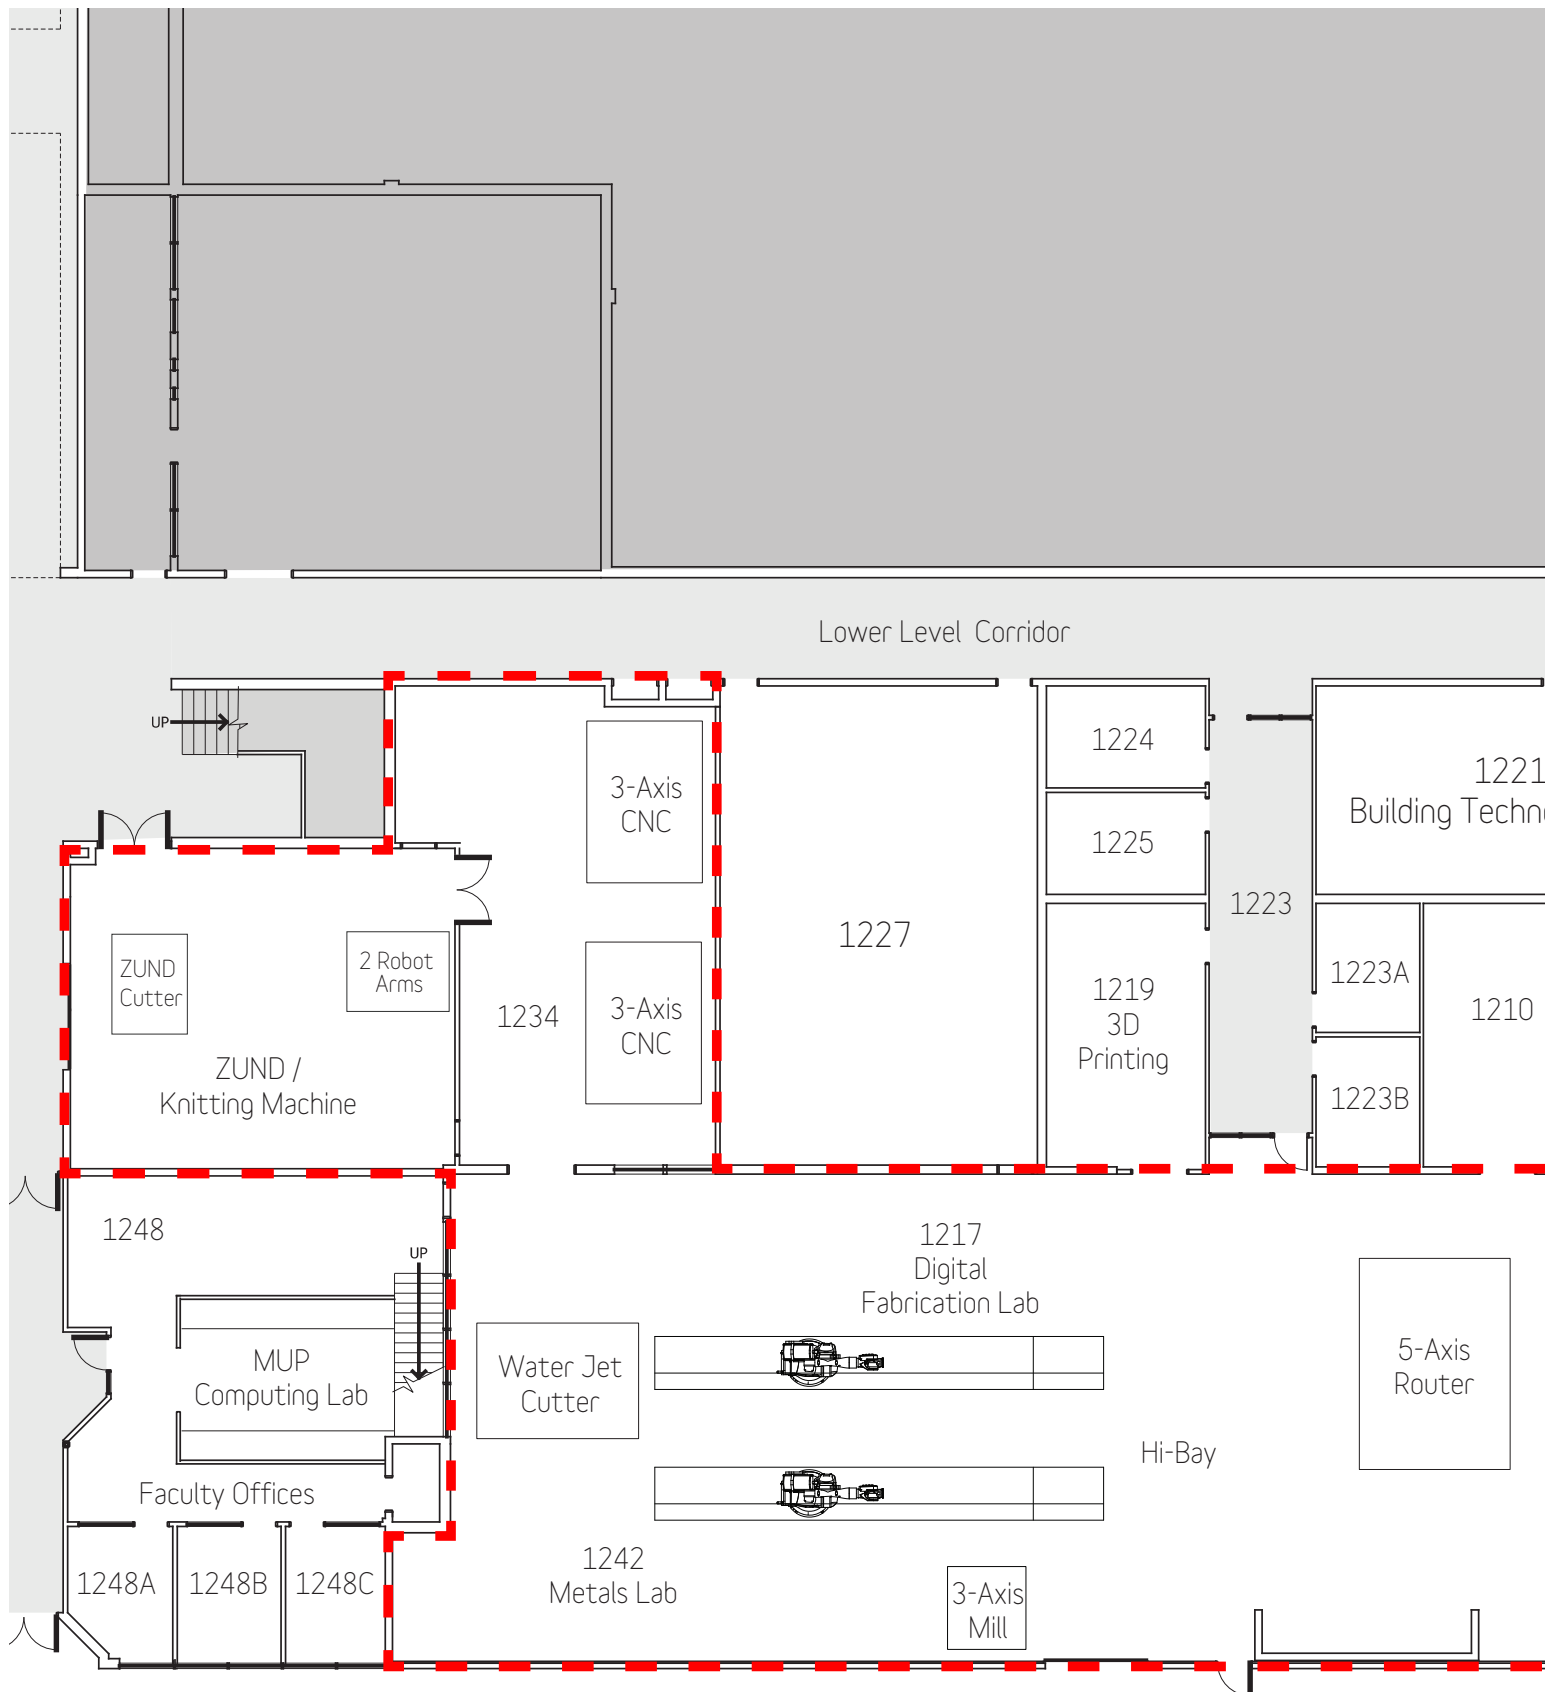 Lower Level Corridor
UP
3-Axis
CNC
1224
1221
Building Techn
1225
1223
1227
ZUND
Cutter
2 Robot
Arms
1234
3-Axis
CNC
1219
3D
Printing
1223A
1210
ZUND /
Knitting Machine
1223B
1248
UP
1217
Digital
Fabrication Lab
MUP
Computing Lab
Water Jet
Cutter
5-Axis
Router
Hi-Bay
Faculty Offices
1248A
1248B
1248C
1242
Metals Lab
3-Axis
Mill